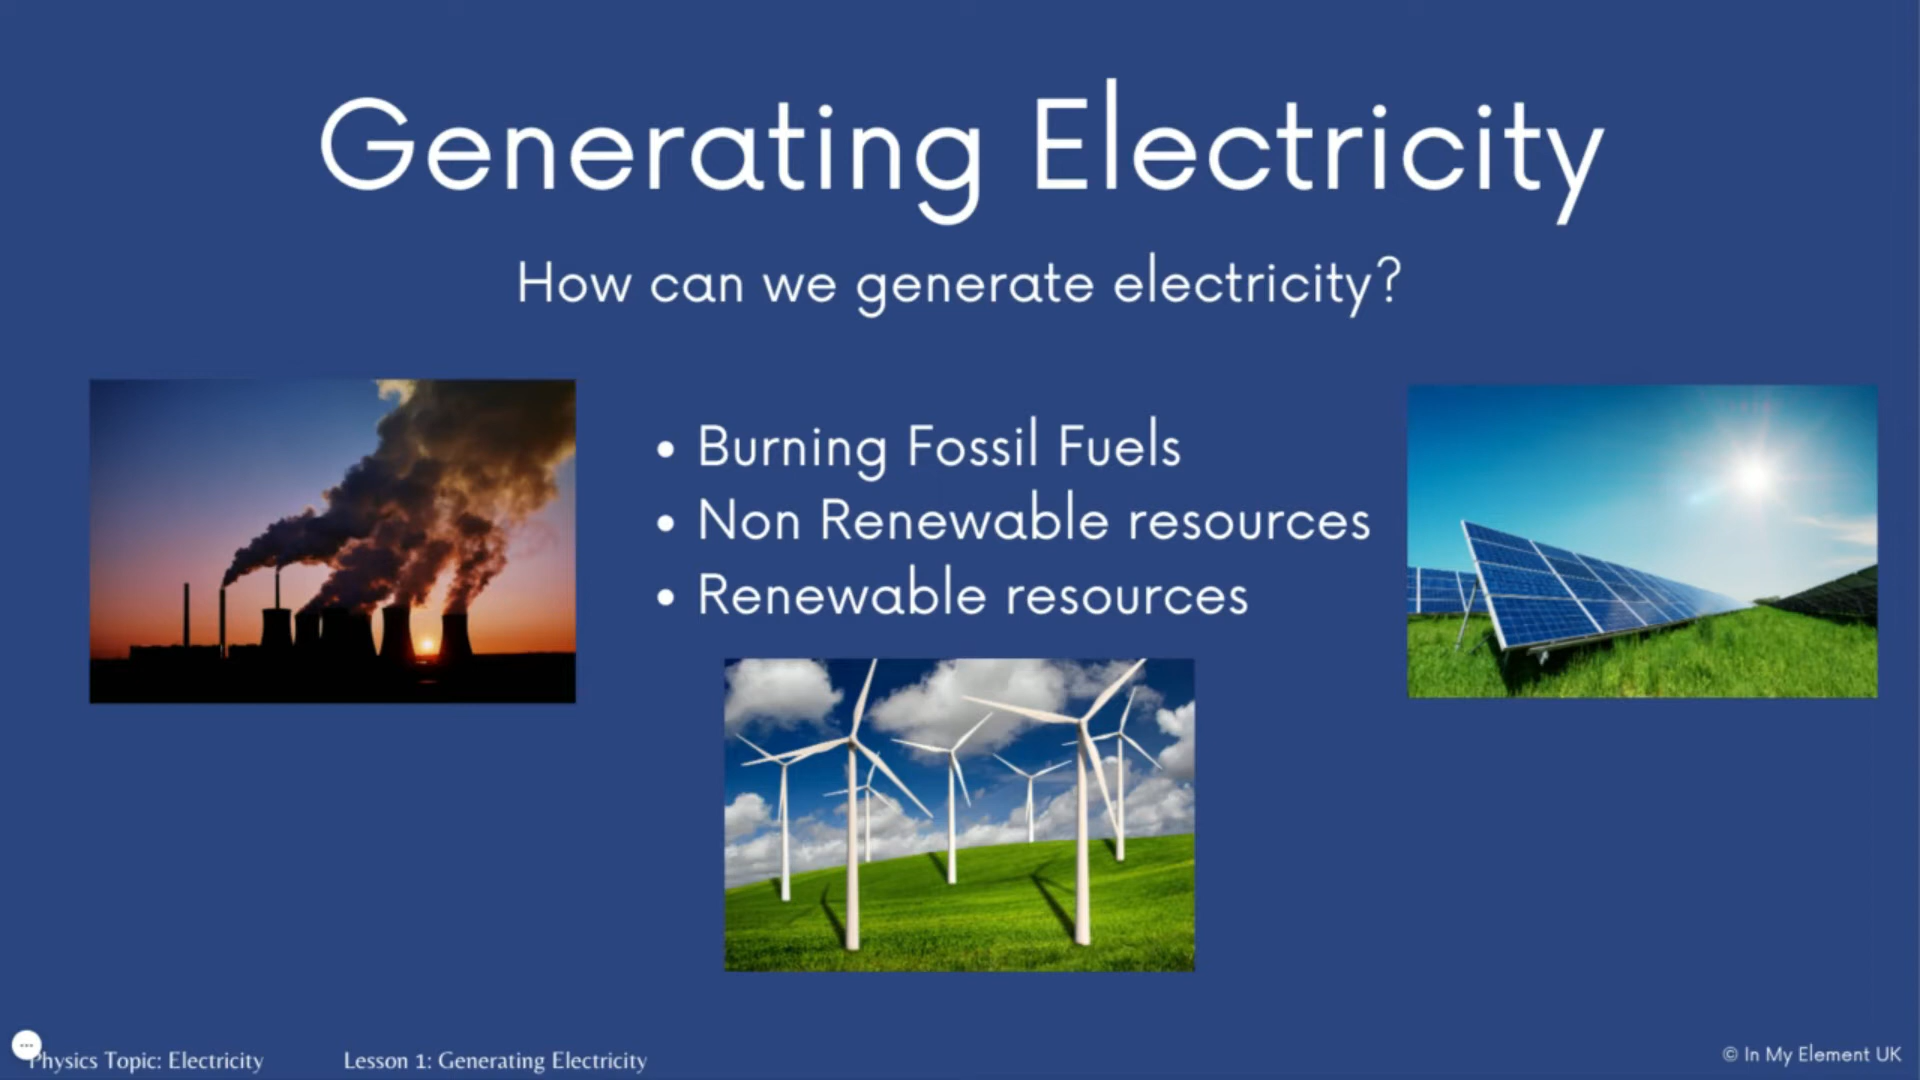 Generating Electricity
How can we generate electricity?
• Burning Fossil Fuels
• Non Renewable resources
• Renewable resources
Physics Topic: Electricity
Lesson 1: Generating Electricity
© In My Element UK